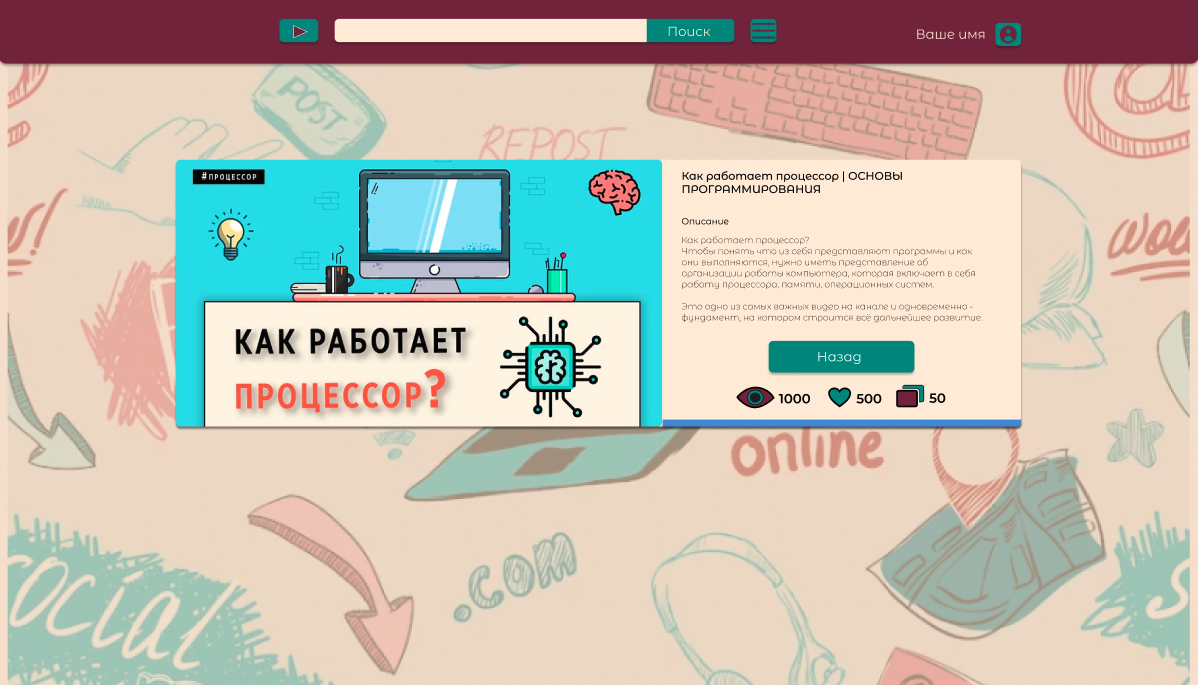 Поиск
Ваше имя
POST
REPOST
#ПРОЦЕССОР
КАК РАБОТАЕТ
ПРОЦЕССОР?
Как работает процессор | ОСНОВЫ
ПРОГРАММИРОВАНИЯ
Описание
Как работает процессор?
Чтобы понять что из себя представляют программы и как
они выполняются, нужно иметь представление об
организации работы компьютера, которая включает в себя
работу процессора, памяти, операционных систем.
Это одно из самых важных видео на канале и одновременно -
фундамент, на котором строится всё дальнейшее развитие.
Назад
1000
500
50
online
.com